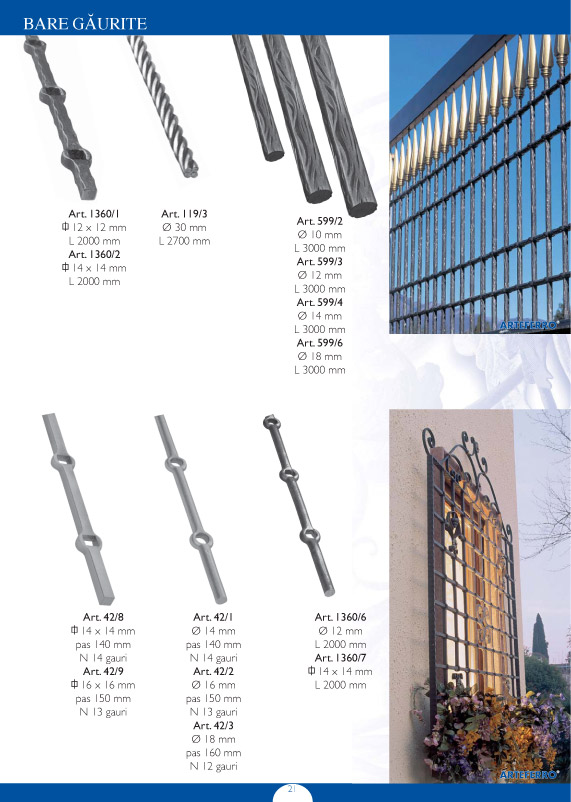 BARE GĂURITE
Art. 1360/1
12 x 12 mm
L 2000 mm
Art. 1360/2
14 x 14 mm
L 2000 mm
Art. 119/3
Ø 30 mm
L 2700 mm
Art. 599/2
Ø 10 mm
L 3000 mm
Art. 599/3
Ø 12 mm
L 3000 mm
Art. 599/4
Ø 14 mm
L 3000 mm
Art. 599/6
Ø 18 mm
L 3000 mm
ARTEFERRO
Art. 42/8
14 x 14 mm
pas 140 mm
N 14 gauri
Art. 42/9
16 x 16 mm
pas 150 mm
N 13 gauri
Art. 42/1
Ø 14 mm
pas 140 mm
N 14 gauri
Art. 42/2
Ø 16 mm
pas 150 mm
N 13 gauri
Art. 42/3
Ø 18 mm
pas 160 mm
N 12 gauri
Art. 1360/6
Ø 12 mm
L 2000 mm
Art. 1360/7
14 x 14 mm
L 2000 mm
ARTEFERRO
21